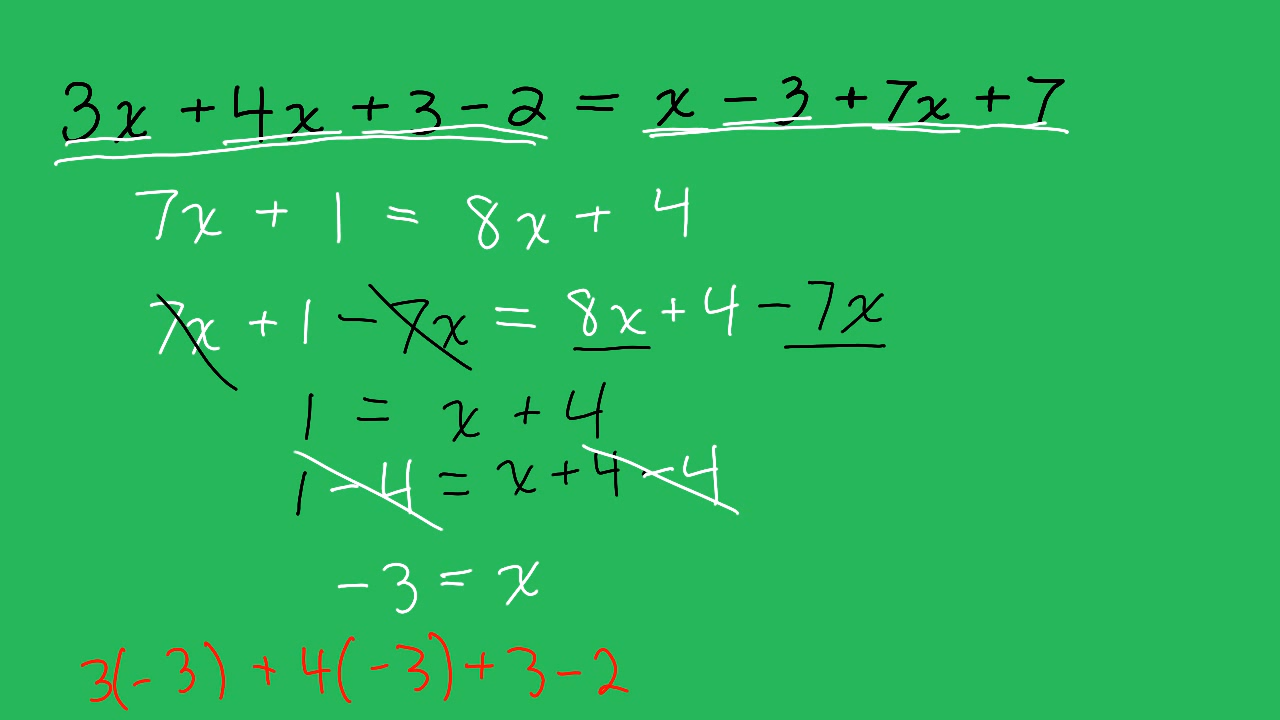 3x + 4x + 3 - 2 = x - 3 + 7x + 7
7x + 1 = 8x + 4
7x + 1 - 7x = 8x + 4 - 7x
1 = x + 4
1 - 4 = x + 4 - 4
-3 = x
3(-3) + 4(-3) + 3 - 2